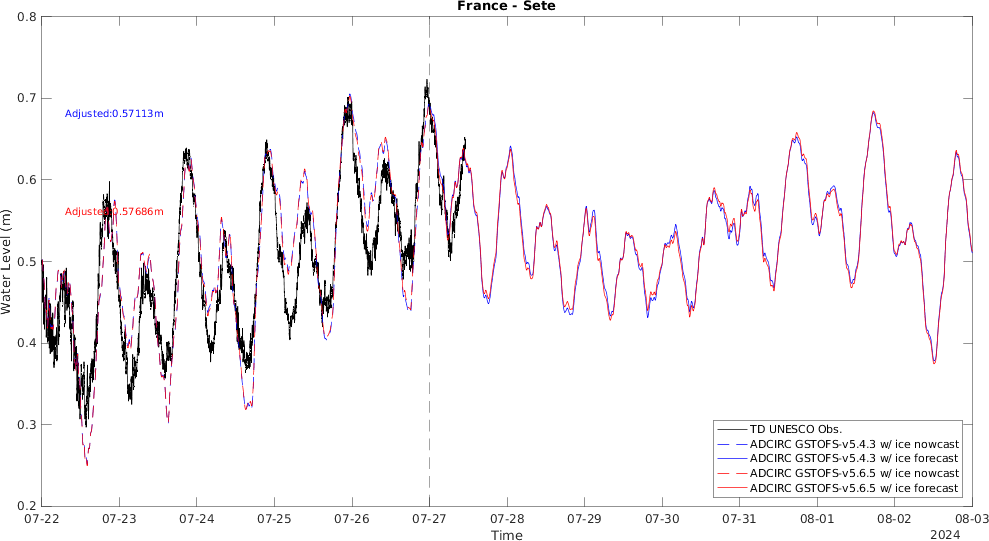 France - Sete
0.8
0.7
0.6
0.5
0.4
0.3
0.2
Water Level (m)
Adjusted:0.57113m
Adjusted:0.57686m
TD UNESCO Obs.
ADCIRC GSTOFS-v5.4.3 w/ ice nowcast
ADCIRC GSTOFS-v5.4.3 w/ ice forecast
ADCIRC GSTOFS-v5.6.5 w/ ice nowcast
ADCIRC GSTOFS-v5.6.5 w/ ice forecast
07-22 07-23 07-24 07-25 07-26 07-27 07-28 07-29 07-30 07-31 08-01 08-02 08-03
Time
2024